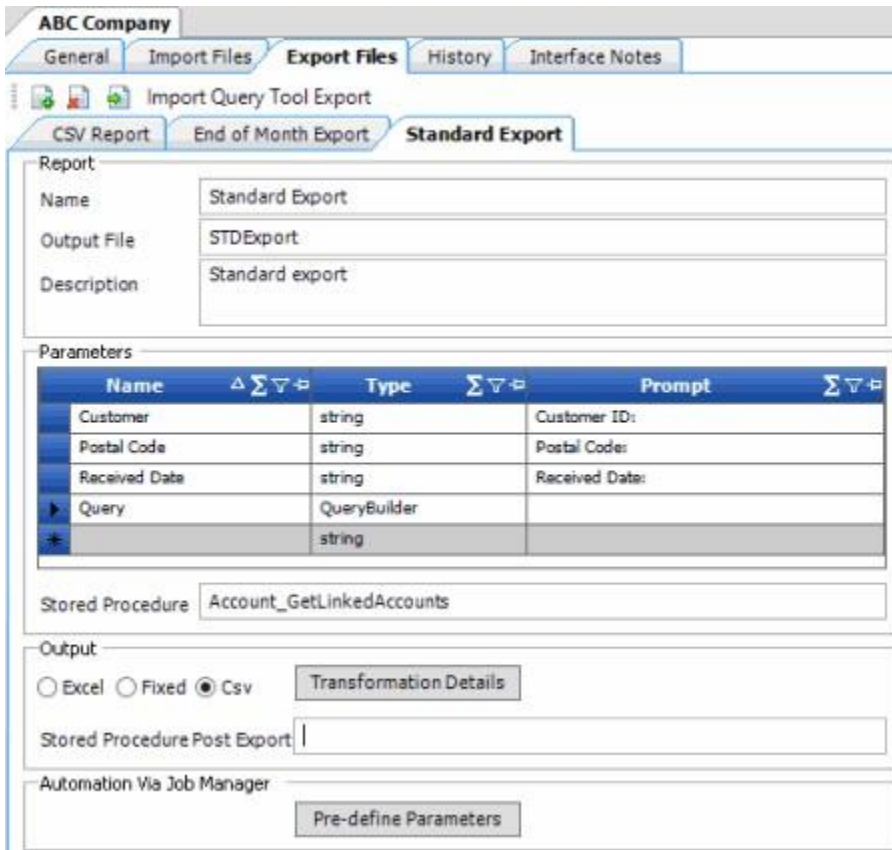 ABC Company
General Import Files Export Files History Interface Notes
Import Query Tool Export
CSV Report End of Month Export Standard Export
Report
Name Standard Export
Output File STDExport
Description Standard export
Parameters
Name Type Prompt
Customer string Customer ID:
Postal Code string Postal Code:
Received Date string Received Date:
Query QueryBuilder
string
Stored Procedure Account_GetLinkedAccounts
Output
Excel Fixed Csv Transformation Details
Stored Procedure Post Export
Automation Via Job Manager
Pre-define Parameters